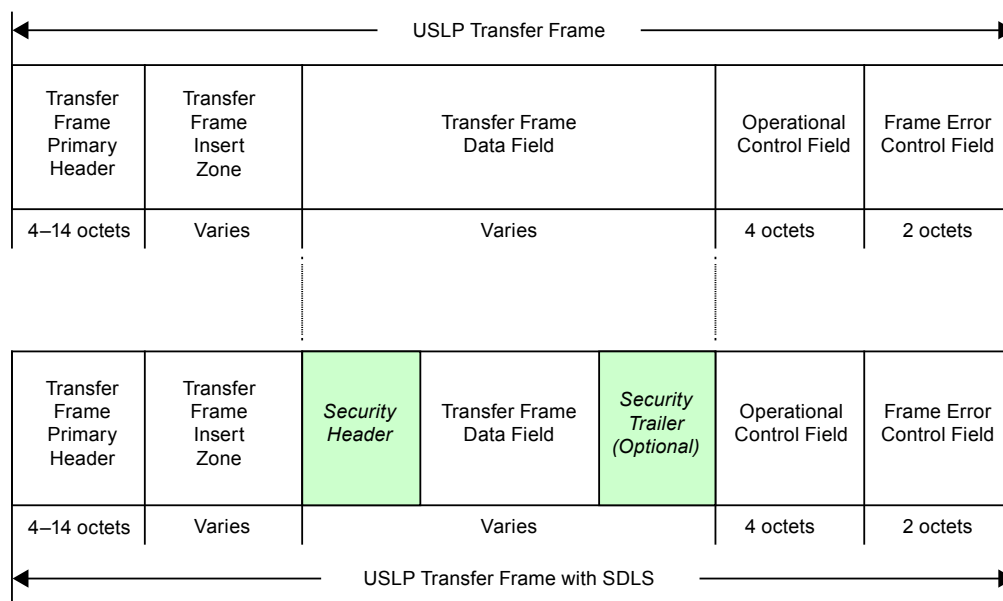 USLP Transfer Frame
Transfer
Frame
Primary
Header
Transfer
Frame
Insert
Zone
Transfer Frame
Data Field
Operational
Control Field
Frame Error
Control Field
4–14 octets
Varies
Varies
4 octets
2 octets
Transfer
Frame
Primary
Header
Transfer
Frame
Insert
Zone
Security
Header
Transfer Frame
Data Field
Security
Trailer
(Optional)
Operational
Control Field
Frame Error
Control Field
4–14 octets
Varies
Varies
4 octets
2 octets
USLP Transfer Frame with SDLS